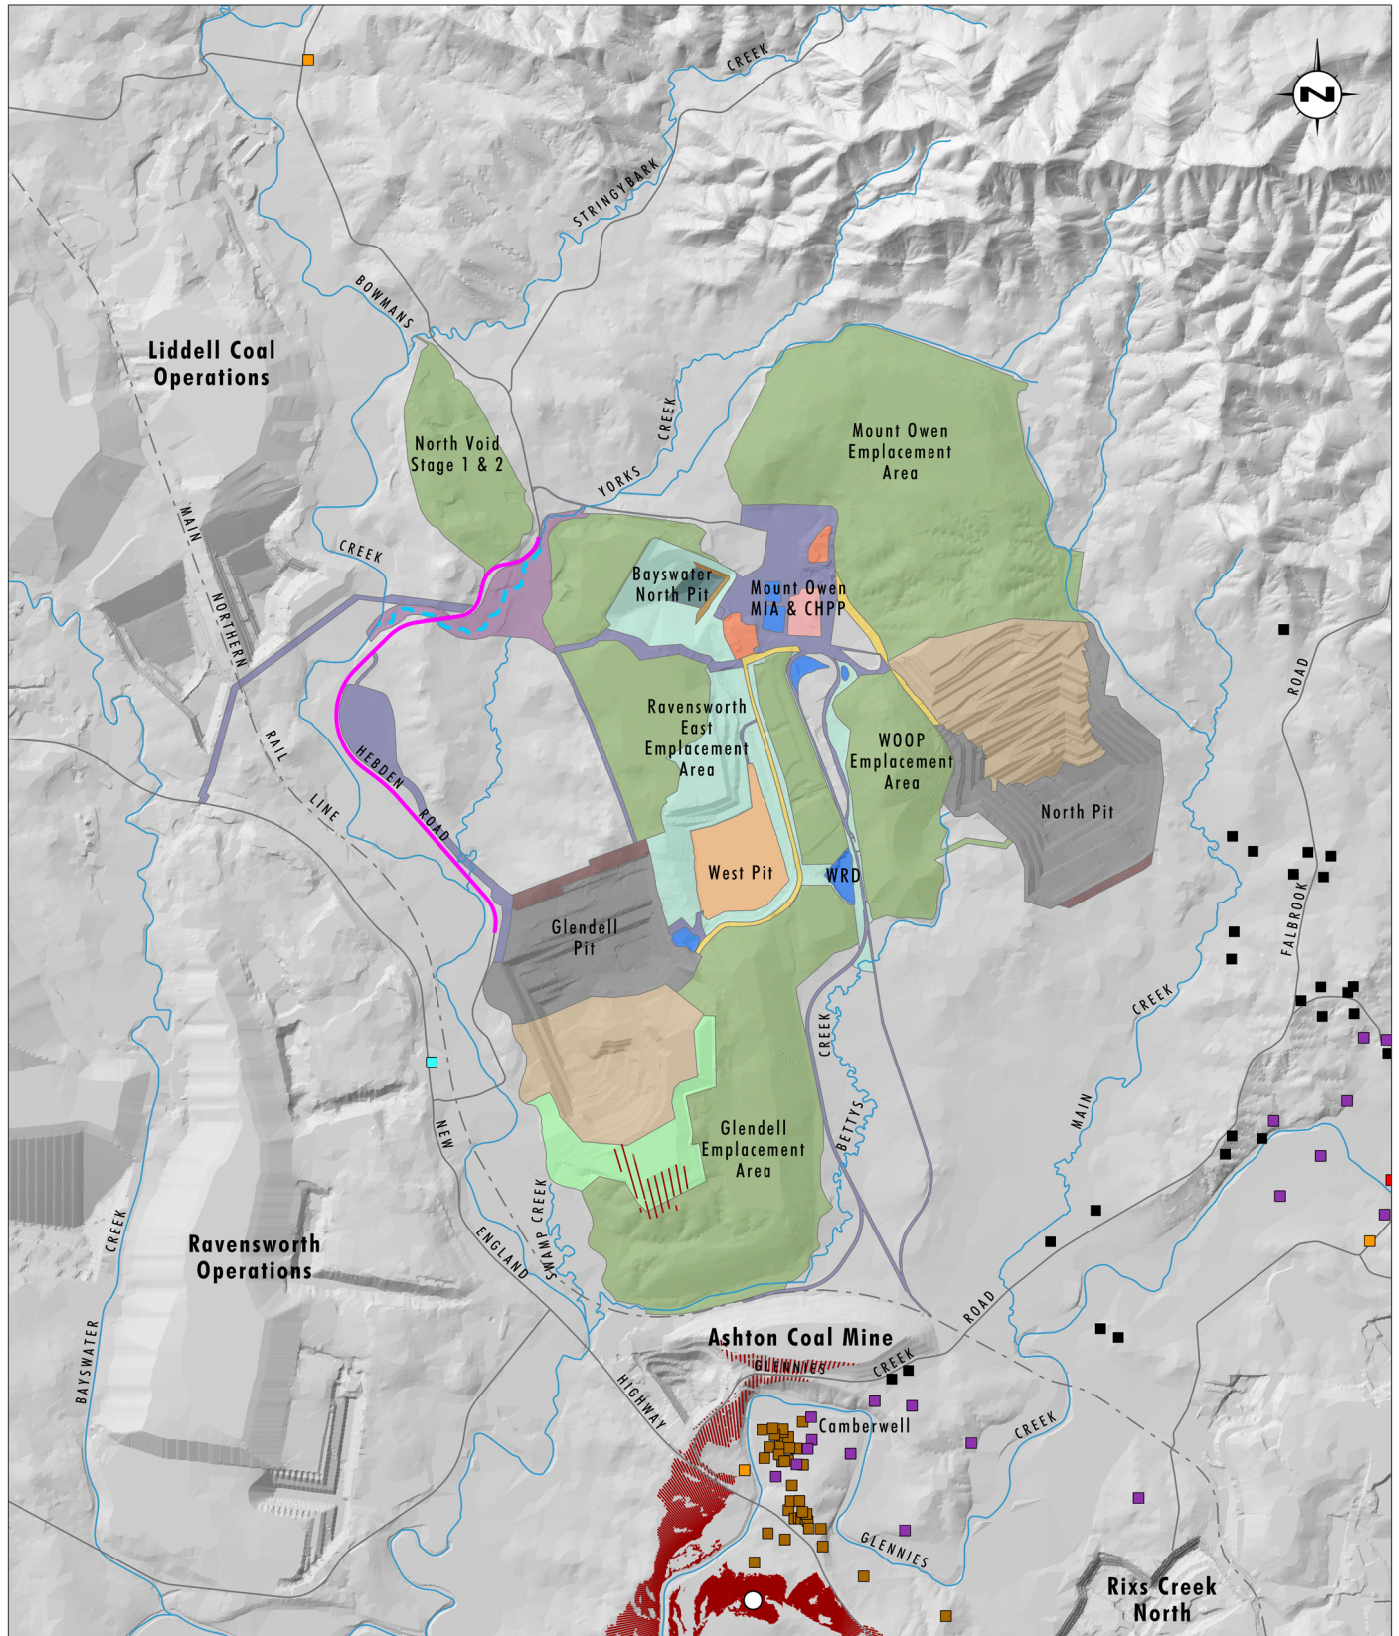 CREEK
N
STRINGYBARK
BOWMANS
Liddell Coal
Operations
CREEK
North Void
Stage 1 & 2
Mount Owen
Emplacement
Area
YORKS
MAIN
CREEK
NORTHERN
Bayswater
North Pit
Mount Owen
MIA & CHPP
ROAD
RAIL
LINE
HEBDEN
ROAD
Ravensworth
East
Emplacement
Area
WOOP
Emplacement
Area
North Pit
West Pit
WRD
FALBROOK
Glendell
Pit
CREEK
CREEK
MAIN
NEW
BETTYS
Glendell
Emplacement
Area
CREEK
Ravensworth
Operations
ENGLAND
SWAMP CREEK
ROAD
BAYSWATER
Ashton Coal Mine
GLENNIES
CREEK
HIGHWAY
Camberwell
CREEK
GLENNIES
Rixs Creek
North